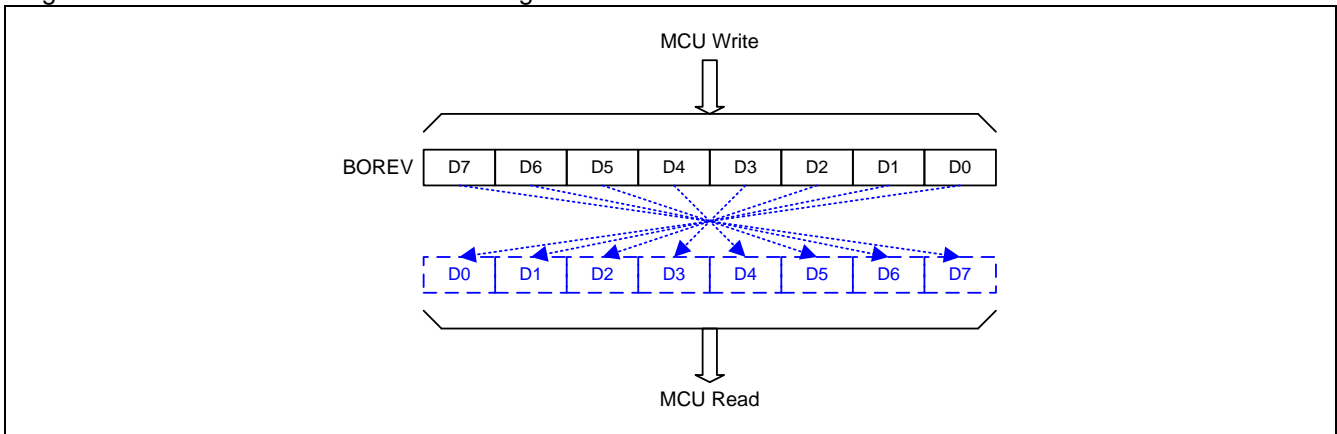 MCU Write
BOREV D7 D6 D5 D4 D3 D2 D1 D0
D0 D1 D2 D3 D4 D5 D6 D7
MCU Read